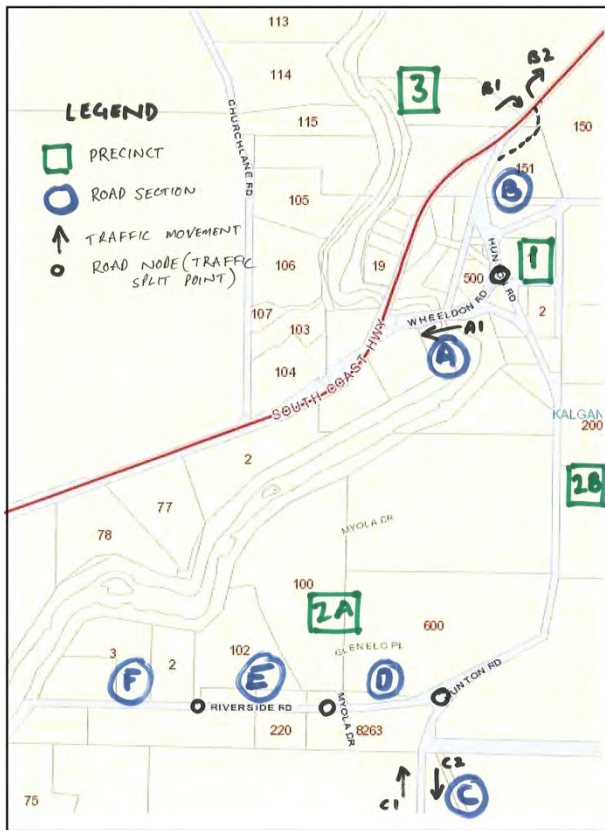 113
114
115
CHURCHLANE RD
LEGEND
PRECINCT
ROAD SECTION
TRAFFIC MOVEMENT
ROAD NODE (TRAFFIC
SPLIT POINT)
3
B1
B2
150
151
B
105
106
107
103
104
19
500
HUNTON RD
1
2
WHEELDON RD
A1
A
SOUTH COAST HWY
KALGAN
200
2
77
78
2B
MYOLA DR
100
2A
600
GLENELG PL
3
2
102
F
E
D
HUNTON RD
RIVERSIDE RD
MYOLA DR
220
8263
C1
C2
C
75